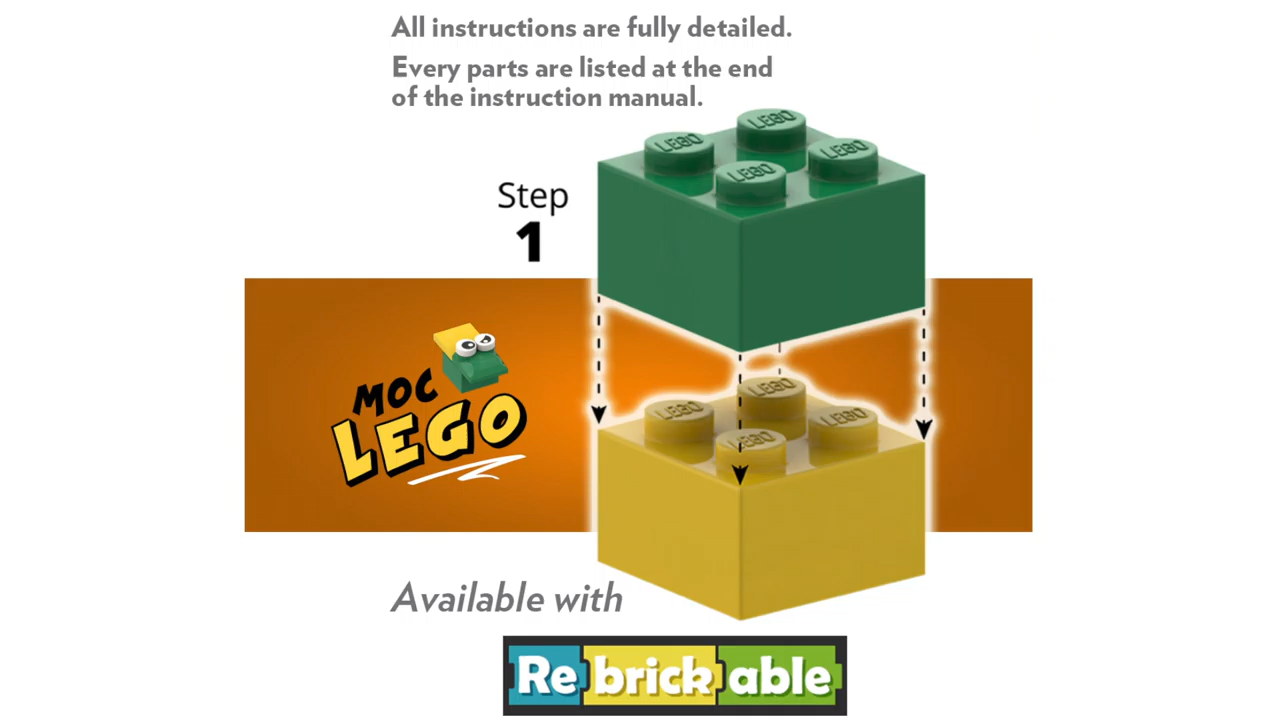 All instructions are fully detailed.
Every parts are listed at the end
of the instruction manual.
LEGO
LEGO
LEGO
LEGO
Step
1
MOC
LEGO
LEGO
LEGO
LEGO
LEGO
Available with
Rebrickable